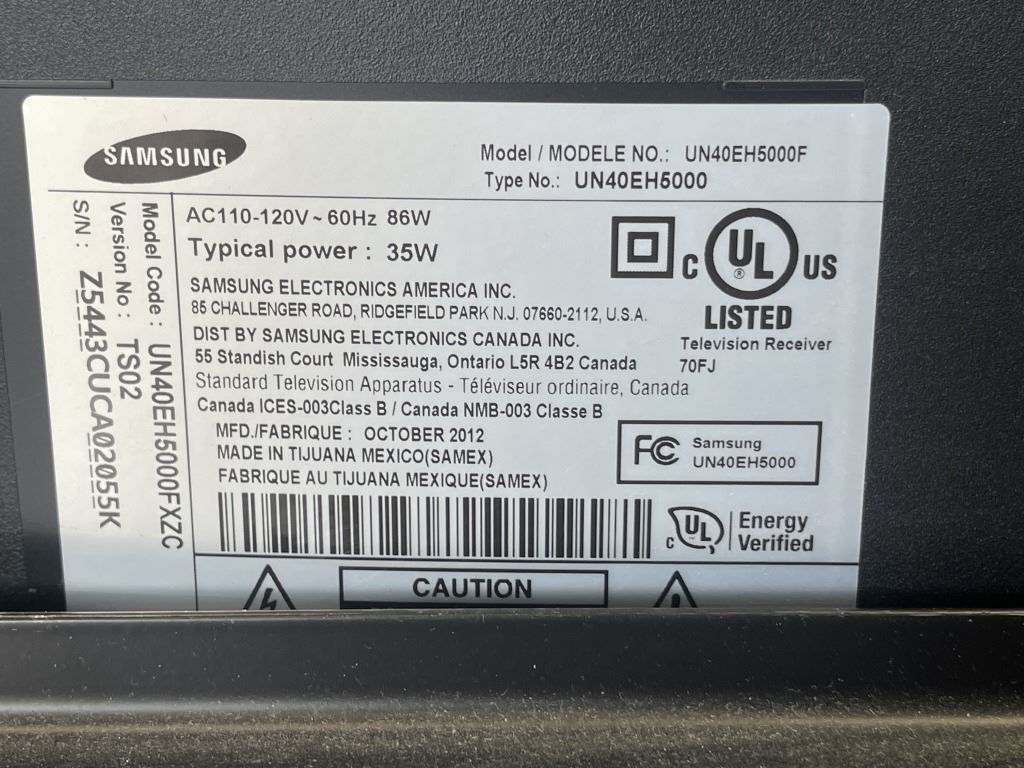 SAMSUNG
Model / MODELE NO.: UN40EH5000F
Type No.: UN40EH5000
Model Code : UN40EH5000FXZC
Version No : TS02
S/N : Z5443CUCA02055K
AC110-120V ~ 60Hz 86W
Typical power : 35W
SAMSUNG ELECTRONICS AMERICA INC.
85 CHALLENGER ROAD, RIDGEFIELD PARK N.J. 07660-2112, U.S.A.
DIST BY SAMSUNG ELECTRONICS CANADA INC.
55 Standish Court Mississauga, Ontario L5R 4B2 Canada
Standard Television Apparatus - Téléviseur ordinaire, Canada
Canada ICES-003Class B / Canada NMB-003 Classe B
MFD./FABRIQUE : OCTOBER 2012
MADE IN TIJUANA MEXICO(SAMEX)
FABRIQUE AU TIJUANA MEXIQUE(SAMEX)
C UL ® US
LISTED
Television Receiver
70FJ
FC Samsung
UN40EH5000
C UL Energy
Verified
CAUTION